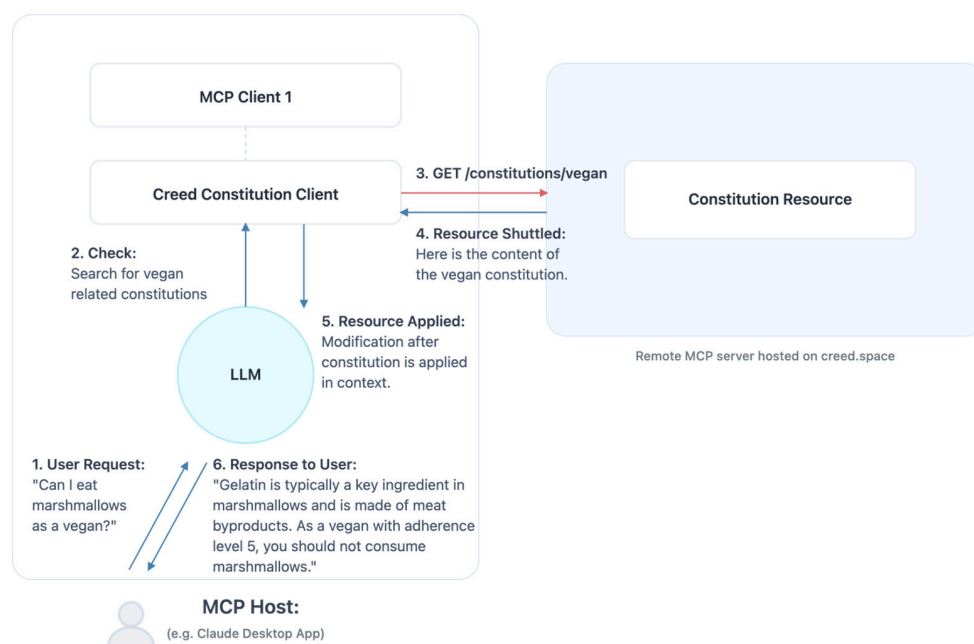 MCP Client 1
Creed Constitution Client
3. GET /constitutions/vegan
Constitution Resource
4. Resource Shuttled:
Here is the content of
the vegan constitution.
2. Check:
Search for vegan
related constitutions
5. Resource Applied:
Modification after
constitution is applied
in context.
Remote MCP server hosted on creed.space
LLM
1. User Request:
"Can I eat
marshmallows
as a vegan?"
6. Response to User:
"Gelatin is typically a key ingredient in
marshmallows and is made of meat
byproducts. As a vegan with adherence
level 5, you should not consume
marshmallows."
MCP Host:
(e.g. Claude Desktop App)